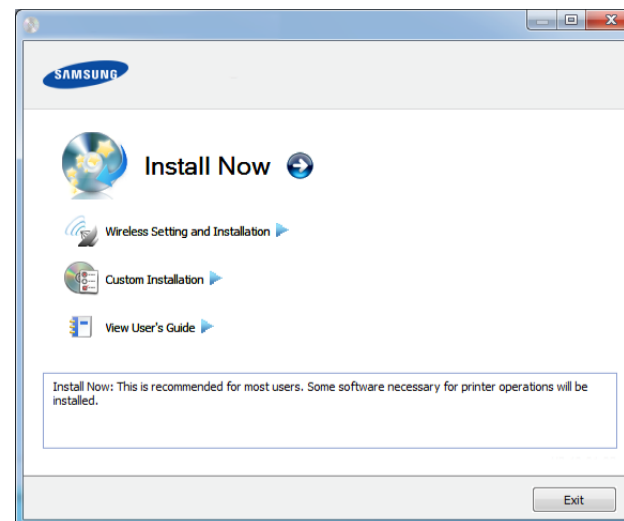 SAMSUNG
Install Now
Wireless Setting and Installation
Custom Installation
View User's Guide
Install Now: This is recommended for most users. Some software necessary for printer operations will be
installed.
Exit